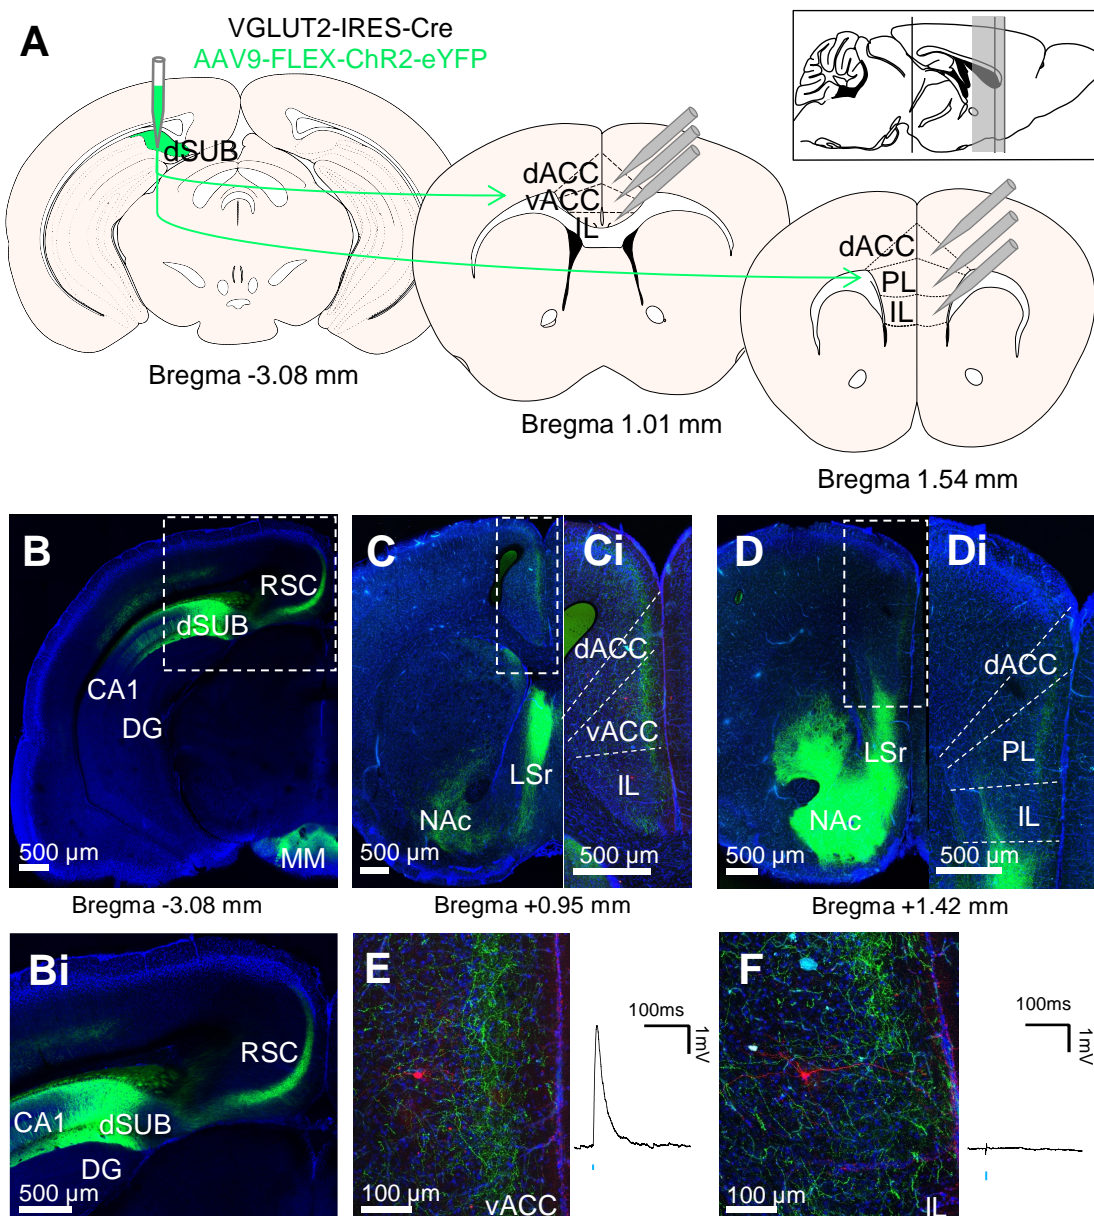 A
VGLUT2-IRES-Cre
AAV9-FLEX-ChR2-eYFP
dSUB
dACC
vACC
IL
dACC
PL
IL
Bregma -3.08 mm
Bregma 1.01 mm
Bregma 1.54 mm
B
RSC
dSUB
CA1
DG
MM
500 µm
C
LSr
NAc
500 µm
Ci
dACC
vACC
IL
500 µm
D
LSr
NAc
500 µm
Di
dACC
PL
IL
500 µm
Bregma -3.08 mm
Bregma +0.95 mm
Bregma +1.42 mm
Bi
RSC
CA1
dSUB
DG
500 µm
E
100 µm
vACC
100ms
1mV
F
100 µm
IL
100ms
1mV